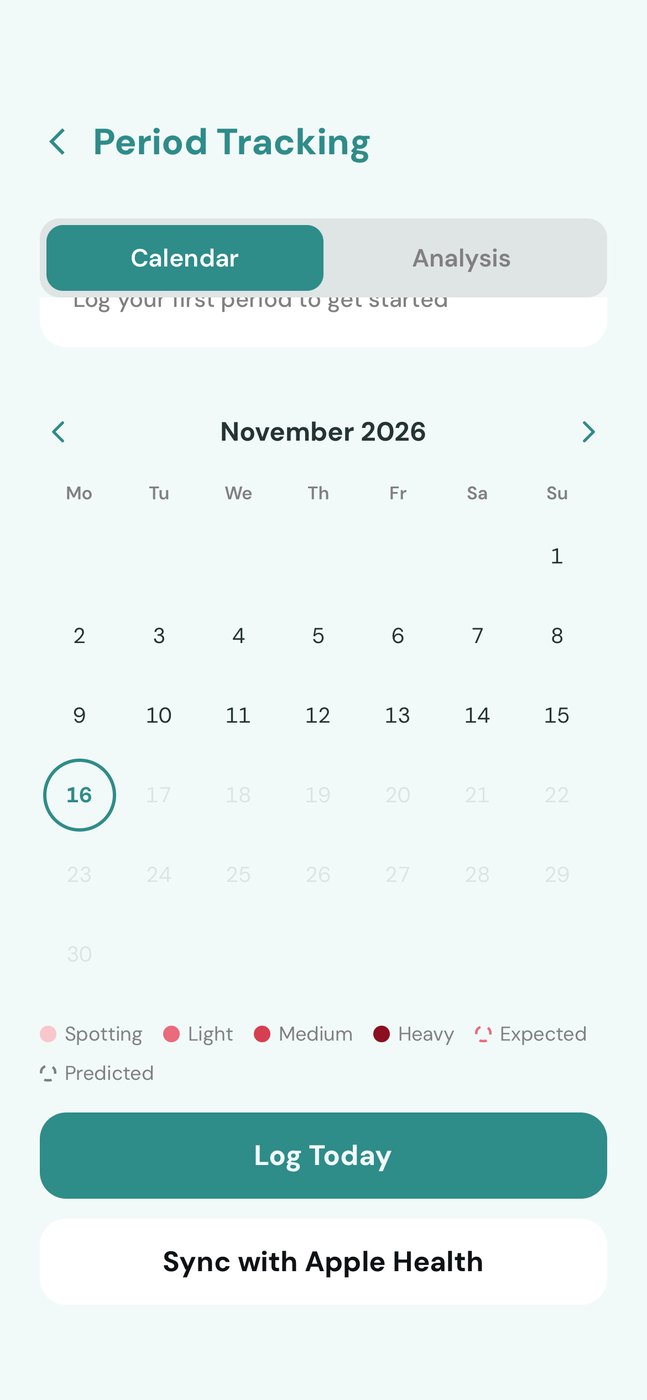 Period Tracking
Calendar Analysis
Log your first period to get started
November 2026
Mo Tu We Th Fr Sa Su
1
2 3 4 5 6 7 8
9 10 11 12 13 14 15
16 17 18 19 20 21 22
23 24 25 26 27 28 29
30
Spotting Light Medium Heavy Expected
Predicted
Log Today
Sync with Apple Health